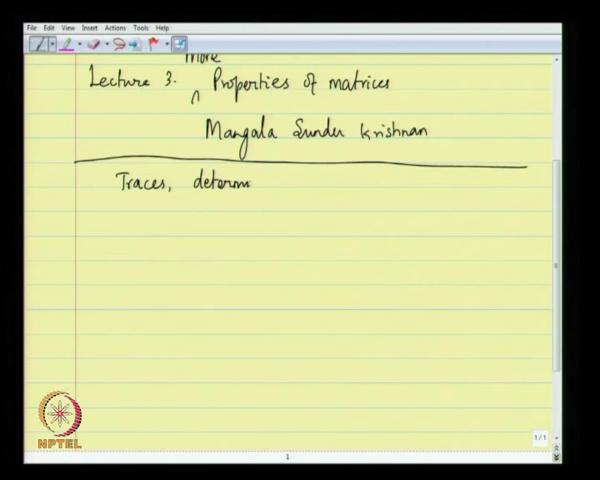 File Edit View Insert Actions Tools Help
more
Lecture 3. ^ Properties of matrices
Mangala Sunder Krishnan
Traces, determ
NPTEL
1/1
1